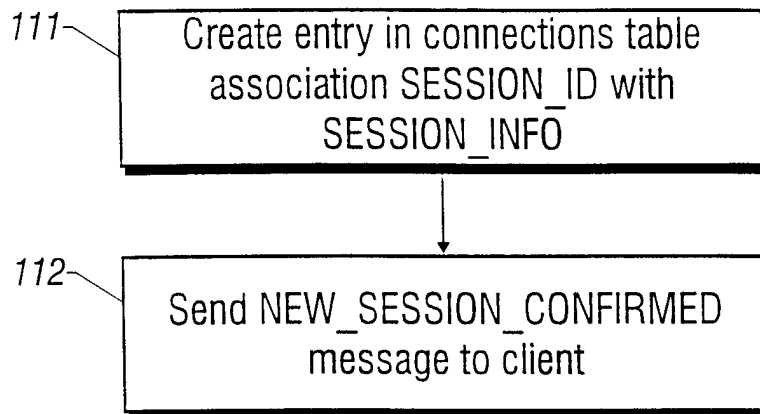 111
Create entry in connections table
association SESSION_ID with
SESSION_INFO
112
Send NEW_SESSION_CONFIRMED
message to client